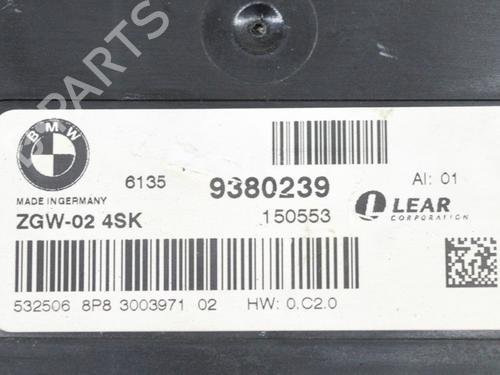 B-PARTS
BMW
6135 9380239 AI: 01
MADE IN GERMANY
150553 LEAR
CORPORATION
ZGW-02 4SK
532506 8P8 3003971 02 HW: 0.C2.0